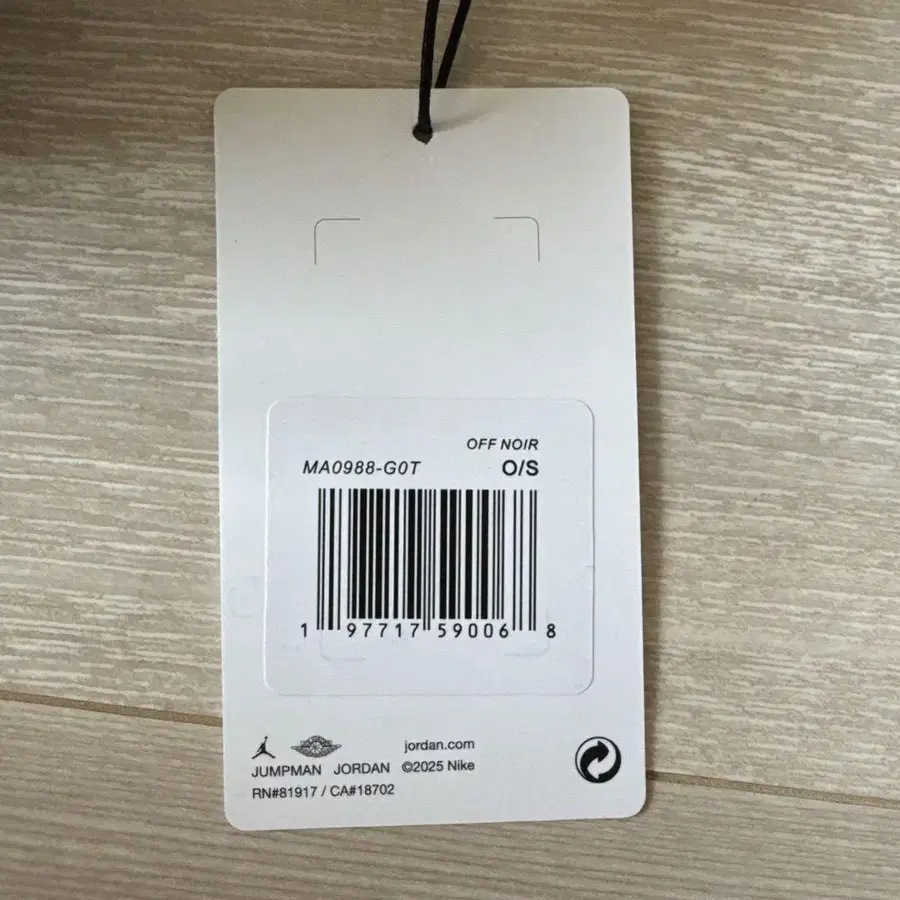 OFF NOIR
MA0988-G0T O/S
1 97717 59006 8
jordan.com
JUMPMAN JORDAN ©2025 Nike
RN#81917 / CA#18702